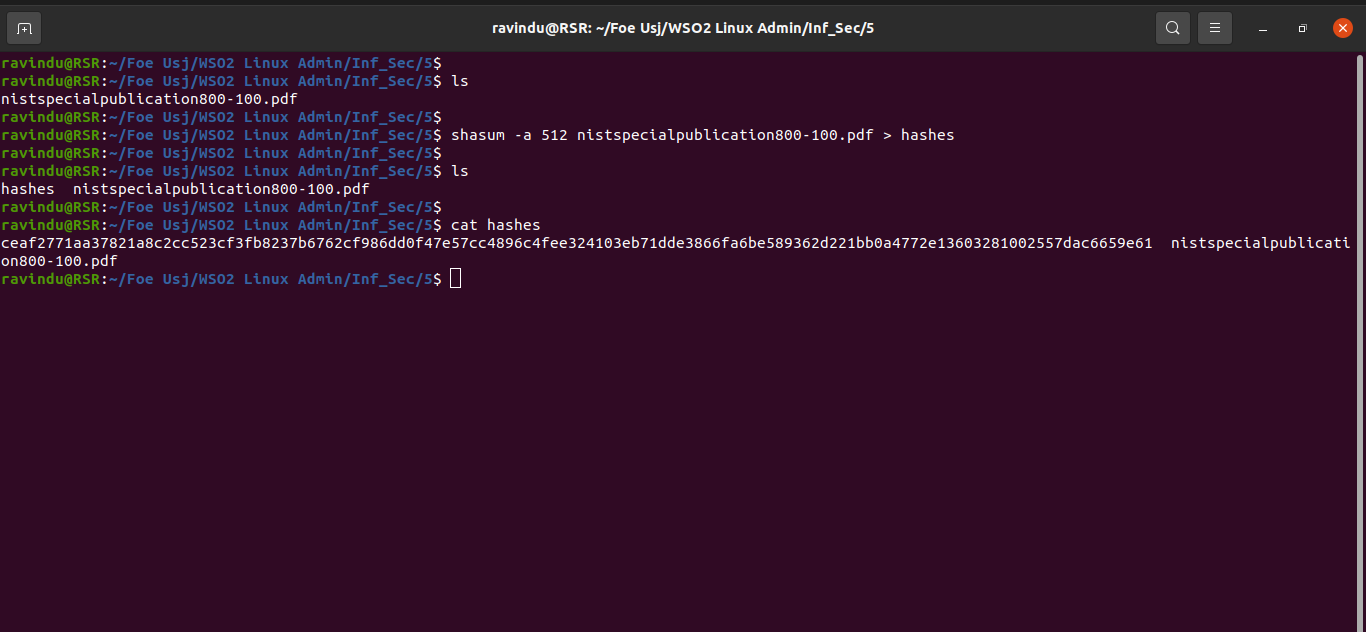 ravindu@RSR: ~/Foe Usj/WSO2 Linux Admin/Inf_Sec/5
ravindu@RSR:~/Foe Usj/WSO2 Linux Admin/Inf_Sec/5$
ravindu@RSR:~/Foe Usj/WSO2 Linux Admin/Inf_Sec/5$ ls
nistspecialpublication800-100.pdf
ravindu@RSR:~/Foe Usj/WSO2 Linux Admin/Inf_Sec/5$
ravindu@RSR:~/Foe Usj/WSO2 Linux Admin/Inf_Sec/5$ shasum -a 512 nistspecialpublication800-100.pdf > hashes
ravindu@RSR:~/Foe Usj/WSO2 Linux Admin/Inf_Sec/5$
ravindu@RSR:~/Foe Usj/WSO2 Linux Admin/Inf_Sec/5$ ls
hashes  nistspecialpublication800-100.pdf
ravindu@RSR:~/Foe Usj/WSO2 Linux Admin/Inf_Sec/5$
ravindu@RSR:~/Foe Usj/WSO2 Linux Admin/Inf_Sec/5$ cat hashes
ceaf2771aa37821a8c2cc523cf3fb8237b6762cf986dd0f47e57cc4896c4fee324103eb71dde3866fa6be589362d221bb0a4772e13603281002557dac6659e61  nistspecialpublicati
on800-100.pdf
ravindu@RSR:~/Foe Usj/WSO2 Linux Admin/Inf_Sec/5$